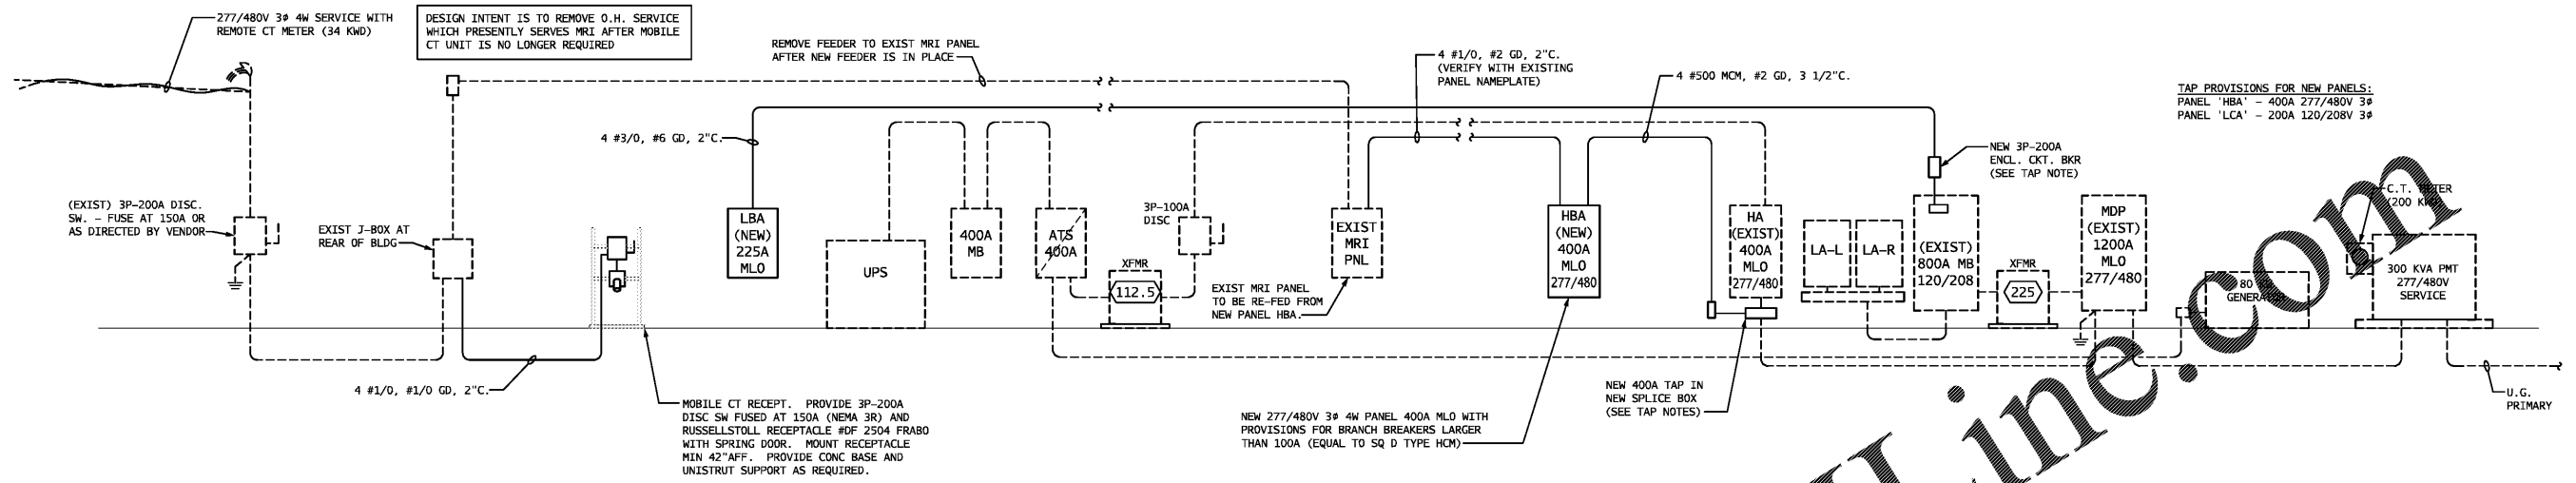 277/480V 3ø 4W SERVICE WITH
REMOTE CT METER (34 KWD)
DESIGN INTENT IS TO REMOVE O.H. SERVICE
WHICH PRESENTLY SERVES MRI AFTER MOBILE
CT UNIT IS NO LONGER REQUIRED
REMOVE FEEDER TO EXIST MRI PANEL
AFTER NEW FEEDER IS IN PLACE
4 #1/0, #2 GD, 2"C.
(VERIFY WITH EXISTING
PANEL NAMEPLATE)
4 #500 MCM, #2 GD, 3 1/2"C.
TAP PROVISIONS FOR NEW PANELS:
PANEL 'HBA' - 400A 277/480V 3ø
PANEL 'LCA' - 200A 120/208V 3ø
4 #3/0, #6 GD, 2"C.
NEW 3P-200A
ENCL. CKT. BKR
(SEE TAP NOTE)
(EXIST) 3P-200A DISC.
SW. - FUSE AT 150A OR
AS DIRECTED BY VENDOR
EXIST J-BOX AT
REAR OF BLDG
LBA
(NEW)
225A
MLO
UPS
400A
MB
ATS
400A
XFMR
112.5
3P-100A
DISC
EXIST
MRI
PNL
EXIST MRI PANEL
TO BE RE-FED FROM
NEW PANEL HBA.
HBA
(NEW)
400A
MLO
277/480
HA
(EXIST)
400A
MLO
277/480
LA-L
LA-R
(EXIST)
800A MB
120/208
XFMR
225
MDP
(EXIST)
1200A
MLO
277/480
C.T. METER
(200
80
GENERATOR
300 KVA PMT
277/480V
SERVICE
4 #1/0, #1/0 GD, 2"C.
MOBILE CT RECEPT. PROVIDE 3P-200A
DISC SW FUSED AT 150A (NEMA 3R) AND
RUSSELLSTOLL RECEPTACLE #DF 2504 FRAB0
WITH SPRING DOOR. MOUNT RECEPTACLE
MIN 42"AFF. PROVIDE CONC BASE AND
UNISTRUT SUPPORT AS REQUIRED.
NEW 277/480V 3ø 4W PANEL 400A MLO WITH
PROVISIONS FOR BRANCH BREAKERS LARGER
THAN 100A (EQUAL TO SQ D TYPE HCM)
NEW 400A TAP IN
NEW SPLICE BOX
(SEE TAP NOTES)
U.G.
PRIMARY
Line.com